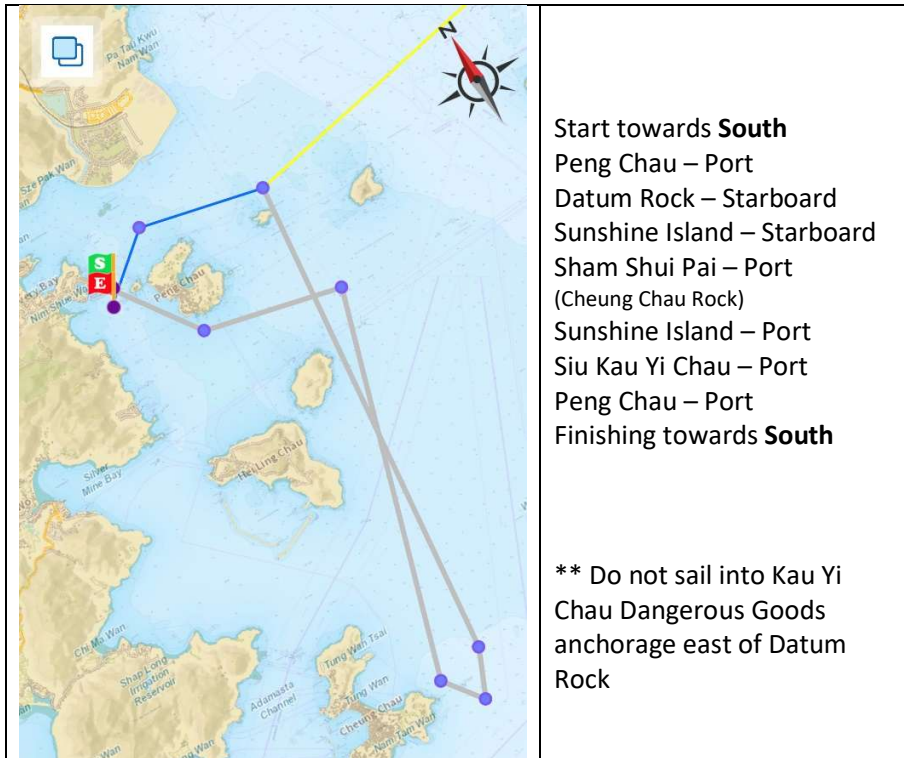 N
Pa Tau Kwu
Nam Wan
Sze Pak Wan
S
E
Nim Shue Wan
Peng Chau
Hei Ling Chau
Silver
Mine Bay
Chi Ma Wan
Shap Long
Irrigation
Reservoir
Adamasta
Channel
Tung Wan Tsai
Tung Wan
Cheung Chau
Nam Tam Wan
Start towards South
Peng Chau – Port
Datum Rock – Starboard
Sunshine Island – Starboard
Sham Shui Pai – Port
(Cheung Chau Rock)
Sunshine Island – Port
Siu Kau Yi Chau – Port
Peng Chau – Port
Finishing towards South
** Do not sail into Kau Yi
Chau Dangerous Goods
anchorage east of Datum
Rock